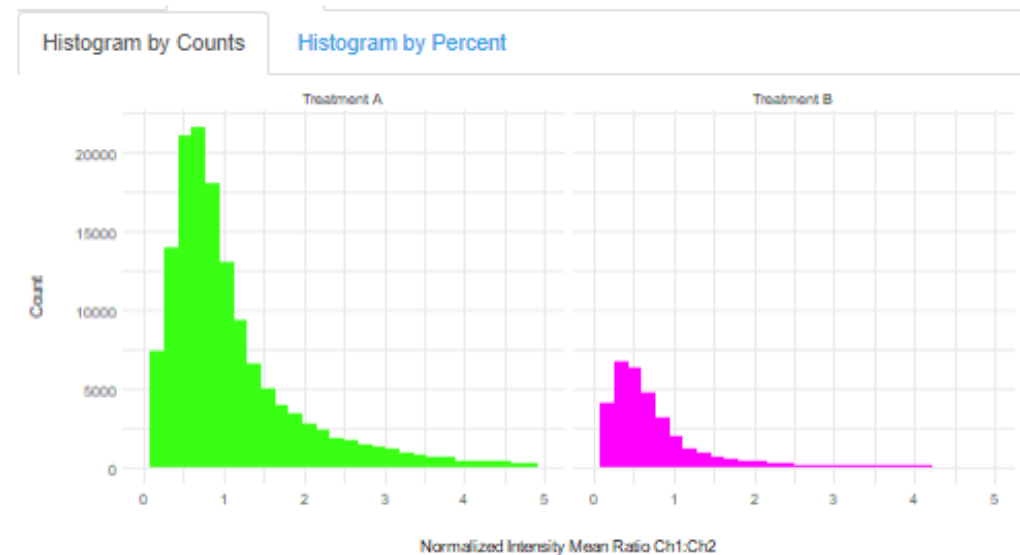 Histogram by Counts Histogram by Percent
Treatment A Treatment B
20000
15000
10000
5000
0
Count
0 1 2 3 4 5 0 1 2 3 4 5
Normalized Intensity Mean Ratio Ch1:Ch2